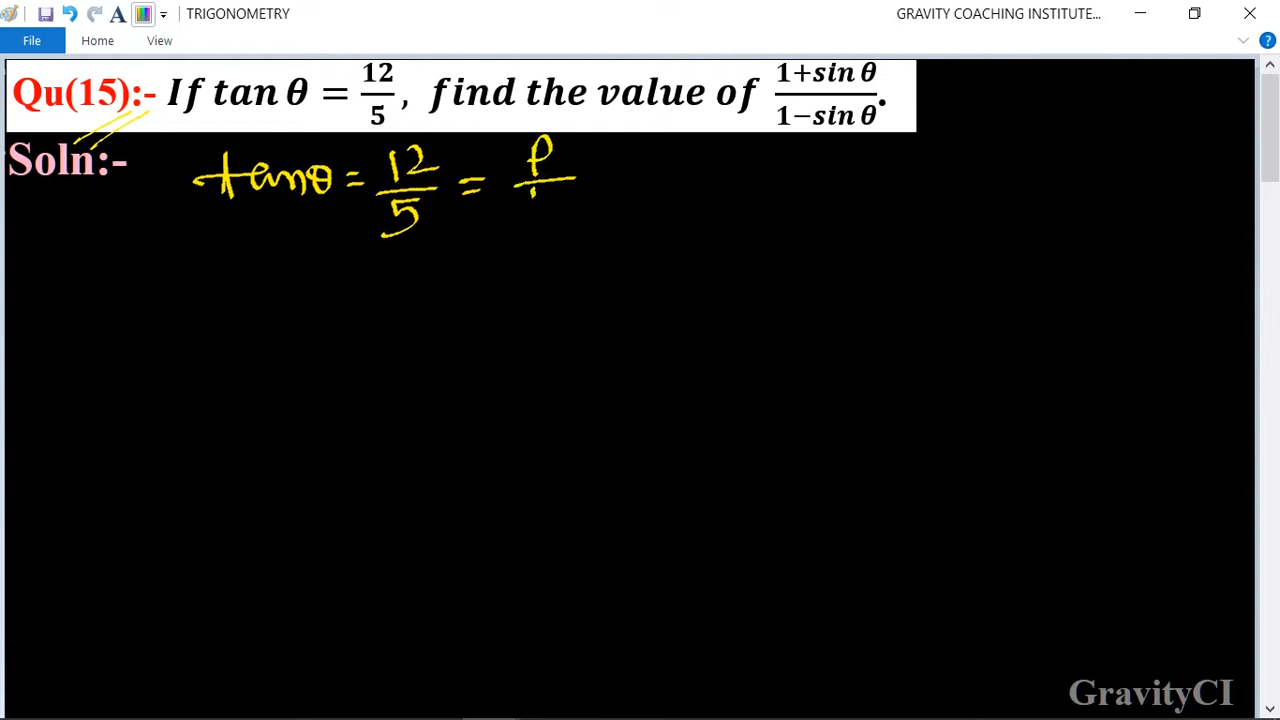 TRIGONOMETRY
GRAVITY COACHING INSTITUTE...
File Home View
Qu(15):- If tan θ = 12/5, find the value of 1+sin θ/1−sin θ.
Soln:- tanθ = 12/5 = P/
GravityCI